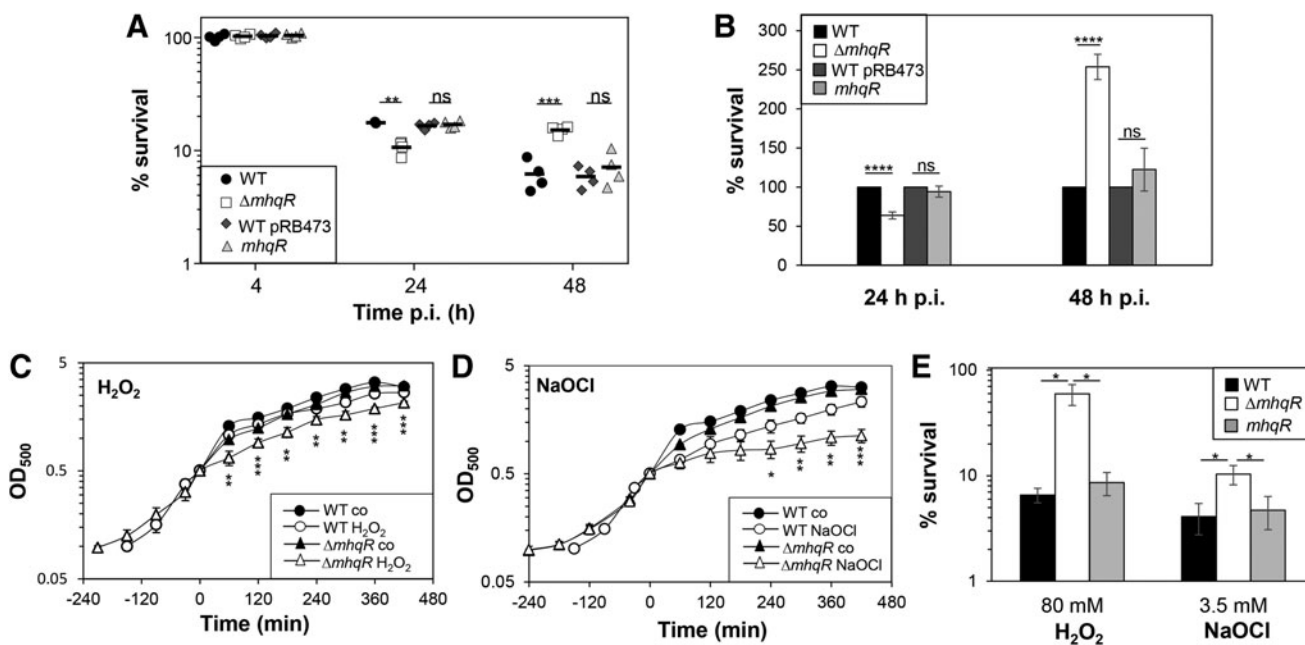 A
% survival
100
10
1
** ns *** ns
WT
ΔmhqR
WT pRB473
mhqR
4 24 48
Time p.i. (h)
B
% survival
300
250
200
150
100
50
0
WT
ΔmhqR
WT pRB473
mhqR
**** ns
**** ns
24 h p.i. 48 h p.i.
C
H₂O₂
OD₅₀₀
5
0.5
0.05
** *** ** ** ** *** ***
WT co
WT H₂O₂
ΔmhqR co
ΔmhqR H₂O₂
-240 -120 0 120 240 360 480
Time (min)
D
NaOCl
OD₅₀₀
5
0.5
0.05
* ** ** ***
WT co
WT NaOCl
ΔmhqR co
ΔmhqR NaOCl
-240 -120 0 120 240 360 480
Time (min)
E
% survival
100
10
1
* *
* *
WT
ΔmhqR
mhqR
80 mM 3.5 mM
H₂O₂ NaOCl